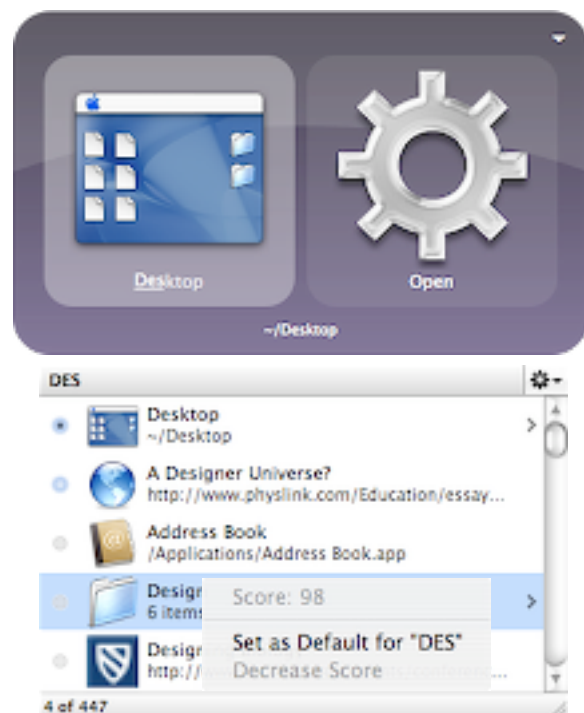 Desktop
Open
~/Desktop
DES
Desktop
~/Desktop
A Designer Universe?
http://www.physlink.com/Education/essay...
Address Book
/Applications/Address Book.app
Design
6 items
Score: 98
Set as Default for "DES"
Decrease Score
Design
http://
4 of 447